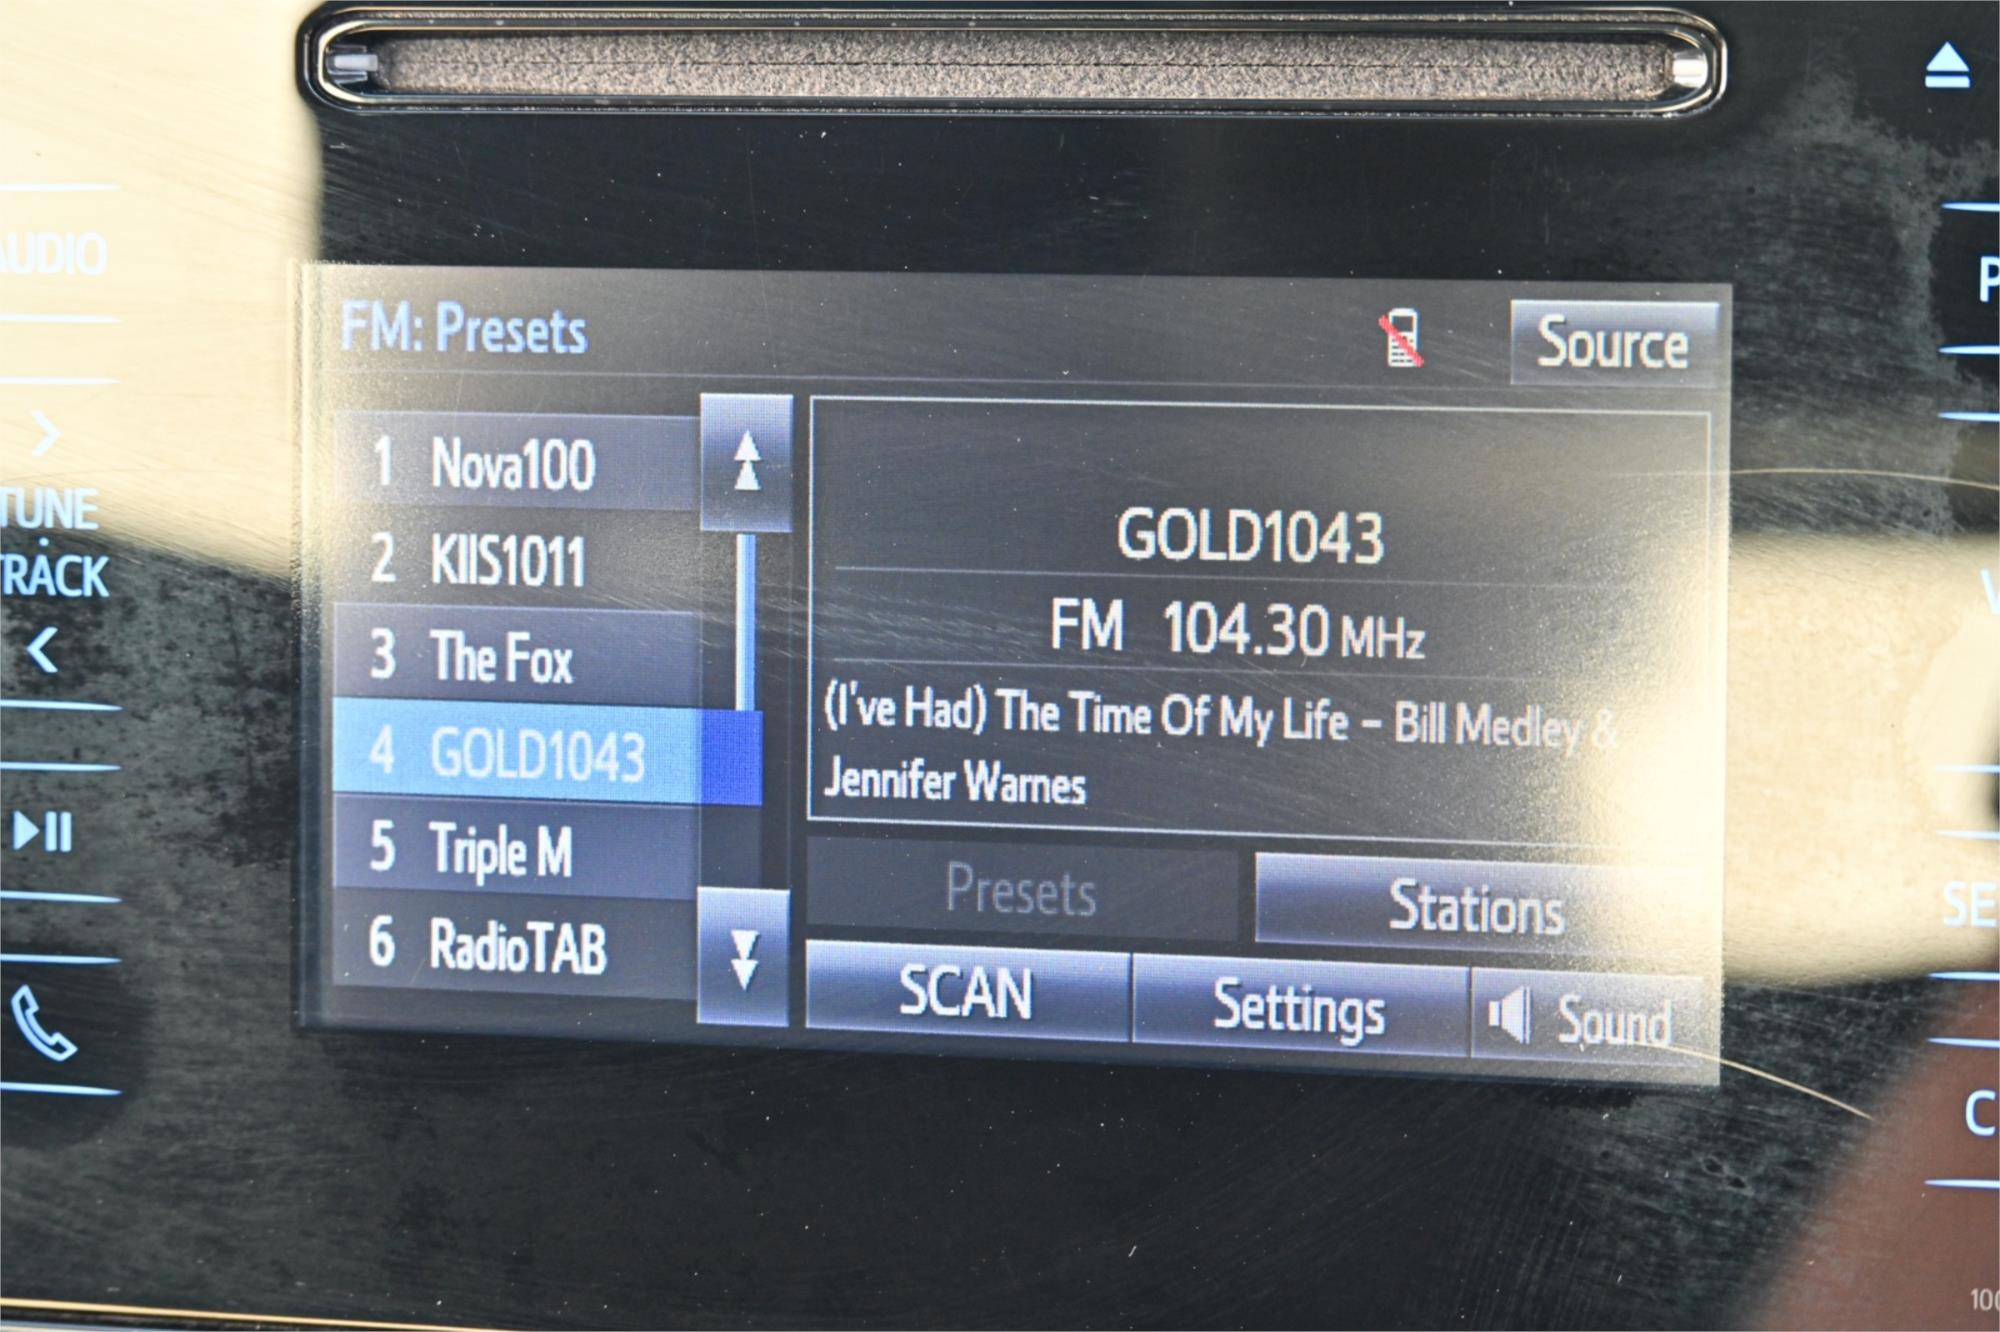 AUDIO
TUNE
TRACK
FM: Presets
Source
1 Nova100
2 KIIS1011
3 The Fox
4 GOLD1043
5 Triple M
6 RadioTAB
GOLD1043
FM 104.30 MHz
(I've Had) The Time Of My Life - Bill Medley &
Jennifer Warnes
Presets
Stations
SCAN
Settings
Sound